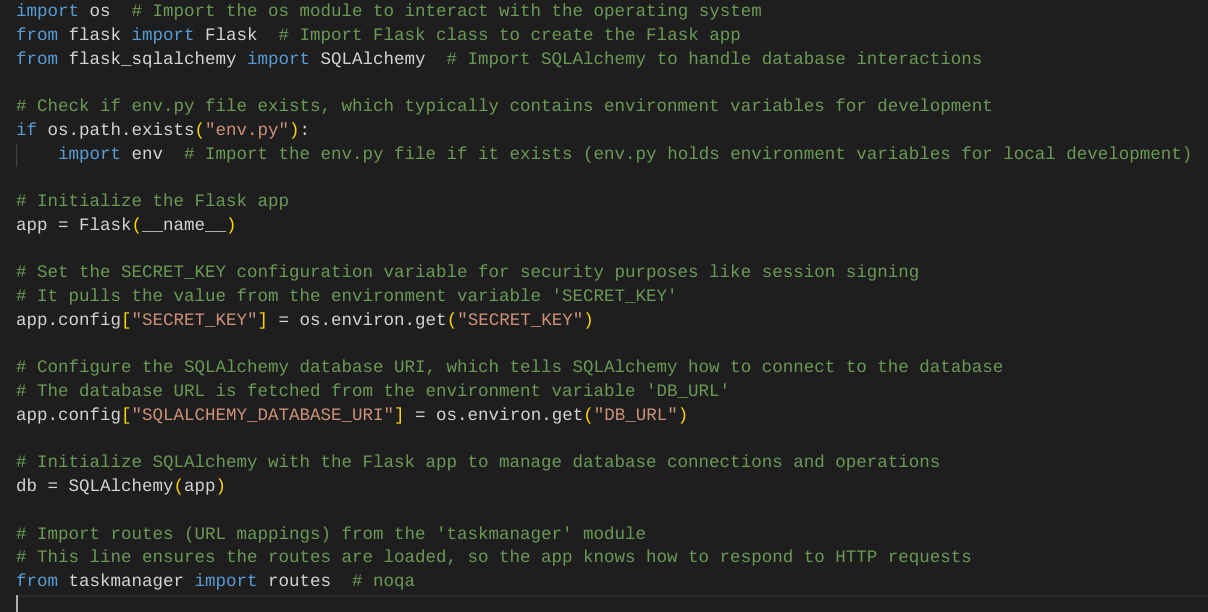 import os  # Import the os module to interact with the operating system
from flask import Flask  # Import Flask class to create the Flask app
from flask_sqlalchemy import SQLAlchemy  # Import SQLAlchemy to handle database interactions

# Check if env.py file exists, which typically contains environment variables for development
if os.path.exists("env.py"):
    import env  # Import the env.py file if it exists (env.py holds environment variables for local development)

# Initialize the Flask app
app = Flask(__name__)

# Set the SECRET_KEY configuration variable for security purposes like session signing
# It pulls the value from the environment variable 'SECRET_KEY'
app.config["SECRET_KEY"] = os.environ.get("SECRET_KEY")

# Configure the SQLAlchemy database URI, which tells SQLAlchemy how to connect to the database
# The database URL is fetched from the environment variable 'DB_URL'
app.config["SQLALCHEMY_DATABASE_URI"] = os.environ.get("DB_URL")

# Initialize SQLAlchemy with the Flask app to manage database connections and operations
db = SQLAlchemy(app)

# Import routes (URL mappings) from the 'taskmanager' module
# This line ensures the routes are loaded, so the app knows how to respond to HTTP requests
from taskmanager import routes  # noqa